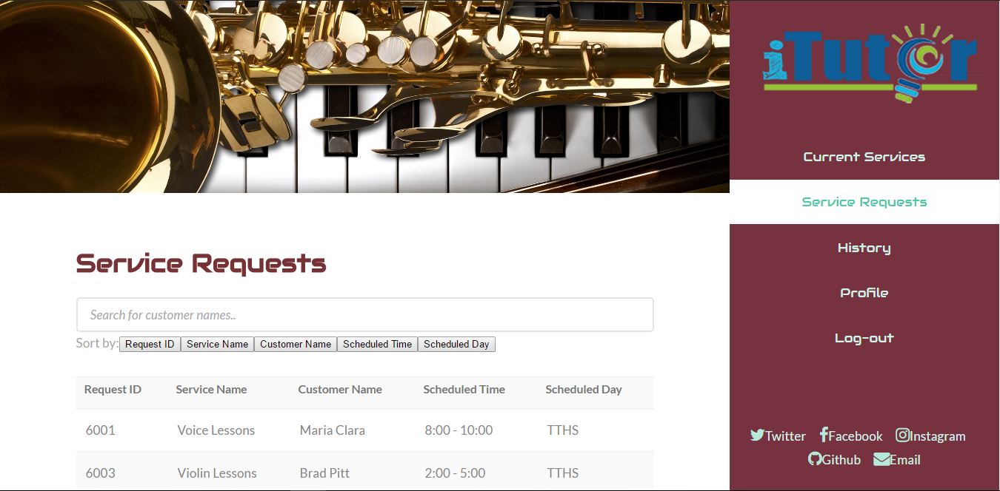 iTutor
Current Services
Service Requests
History
Profile
Log-out
Twitter Facebook Instagram
Github Email
Service Requests
Search for customer names..
Sort by: Request ID Service Name Customer Name Scheduled Time Scheduled Day
Request ID Service Name Customer Name Scheduled Time Scheduled Day
6001 Voice Lessons Maria Clara 8:00 - 10:00 TTHS
6003 Violin Lessons Brad Pitt 2:00 - 5:00 TTHS